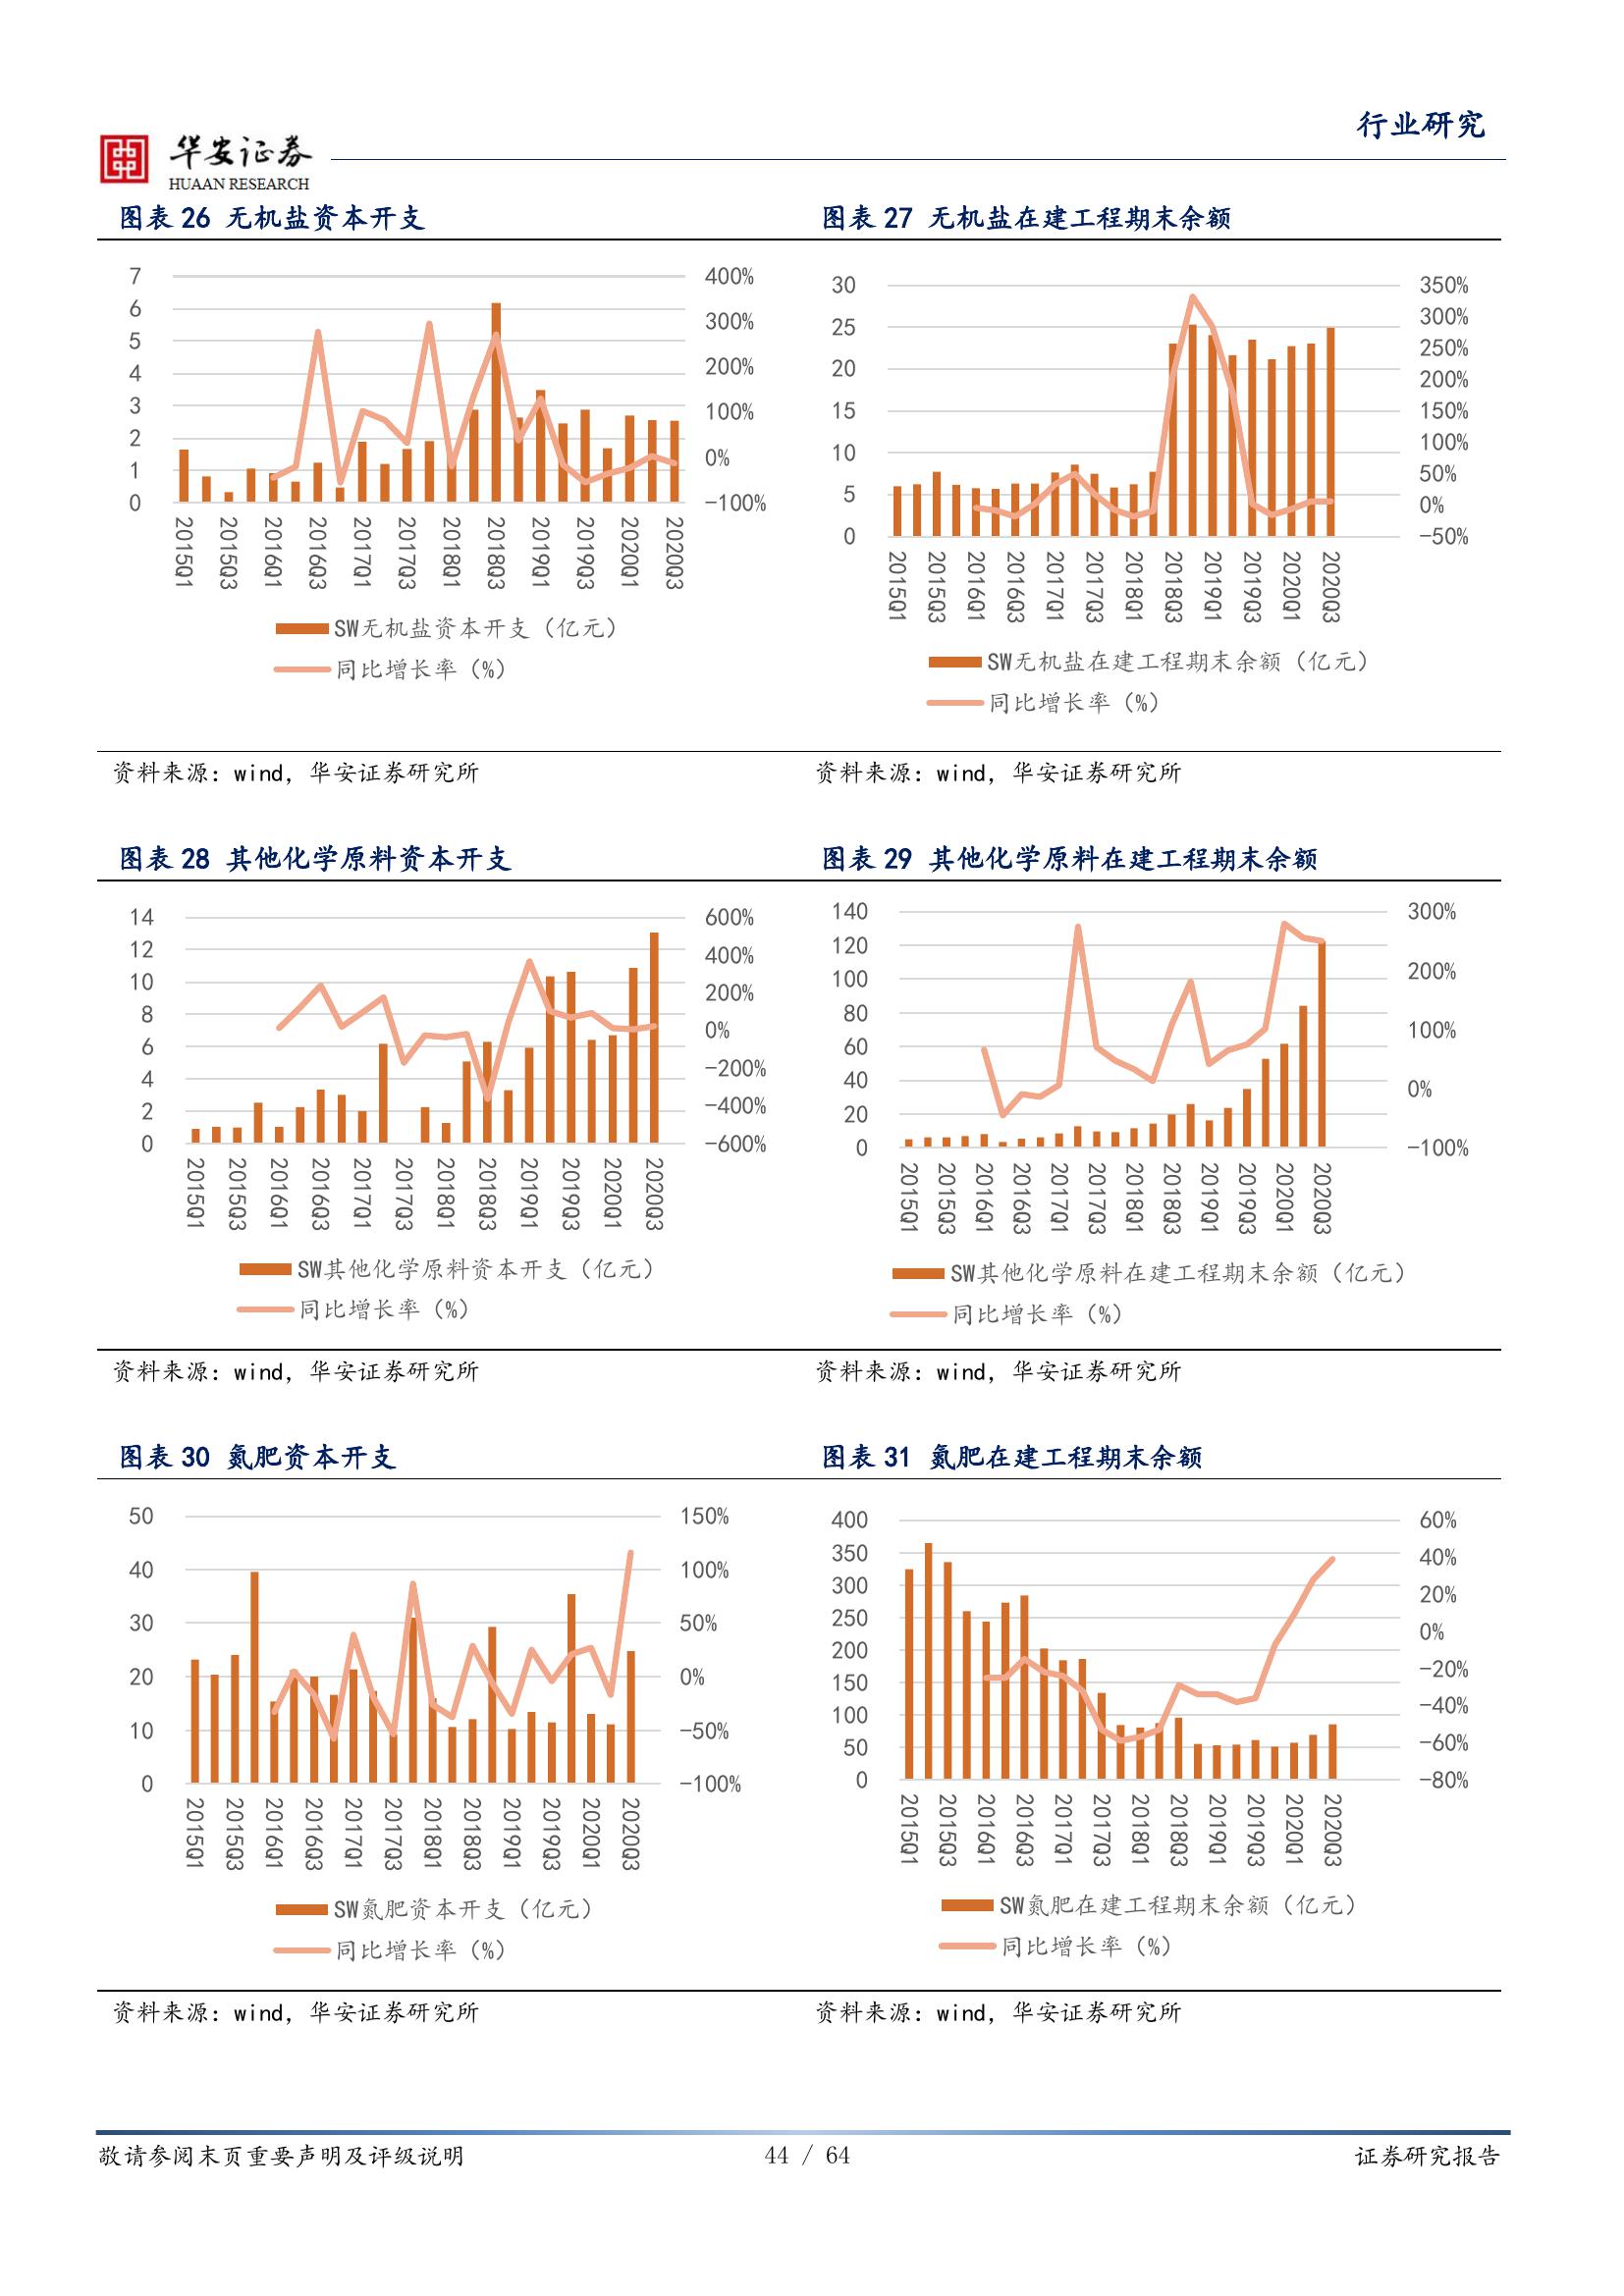 行业研究
华安证券
HUAAN RESEARCH
图表 26 无机盐资本开支
7
6
5
4
3
2
1
0
400%
300%
200%
100%
0%
-100%
2015Q1
2015Q3
2016Q1
2016Q3
2017Q1
2017Q3
2018Q1
2018Q3
2019Q1
2019Q3
2020Q1
2020Q3
SW无机盐资本开支（亿元）
同比增长率（%）
资料来源：wind，华安证券研究所
图表 27 无机盐在建工程期末余额
30
25
20
15
10
5
0
350%
300%
250%
200%
150%
100%
50%
0%
-50%
2015Q1
2015Q3
2016Q1
2016Q3
2017Q1
2017Q3
2018Q1
2018Q3
2019Q1
2019Q3
2020Q1
2020Q3
SW无机盐在建工程期末余额（亿元）
同比增长率（%）
资料来源：wind，华安证券研究所
图表 28 其他化学原料资本开支
14
12
10
8
6
4
2
0
600%
400%
200%
0%
-200%
-400%
-600%
2015Q1
2015Q3
2016Q1
2016Q3
2017Q1
2017Q3
2018Q1
2018Q3
2019Q1
2019Q3
2020Q1
2020Q3
SW其他化学原料资本开支（亿元）
同比增长率（%）
资料来源：wind，华安证券研究所
图表 29 其他化学原料在建工程期末余额
140
120
100
80
60
40
20
0
300%
200%
100%
0%
-100%
2015Q1
2015Q3
2016Q1
2016Q3
2017Q1
2017Q3
2018Q1
2018Q3
2019Q1
2019Q3
2020Q1
2020Q3
SW其他化学原料在建工程期末余额（亿元）
同比增长率（%）
资料来源：wind，华安证券研究所
图表 30 氮肥资本开支
50
40
30
20
10
0
150%
100%
50%
0%
-50%
-100%
2015Q1
2015Q3
2016Q1
2016Q3
2017Q1
2017Q3
2018Q1
2018Q3
2019Q1
2019Q3
2020Q1
2020Q3
SW氮肥资本开支（亿元）
同比增长率（%）
资料来源：wind，华安证券研究所
图表 31 氮肥在建工程期末余额
400
350
300
250
200
150
100
50
0
60%
40%
20%
0%
-20%
-40%
-60%
-80%
2015Q1
2015Q3
2016Q1
2016Q3
2017Q1
2017Q3
2018Q1
2018Q3
2019Q1
2019Q3
2020Q1
2020Q3
SW氮肥在建工程期末余额（亿元）
同比增长率（%）
资料来源：wind，华安证券研究所
敬请参阅末页重要声明及评级说明
44 / 64
证券研究报告